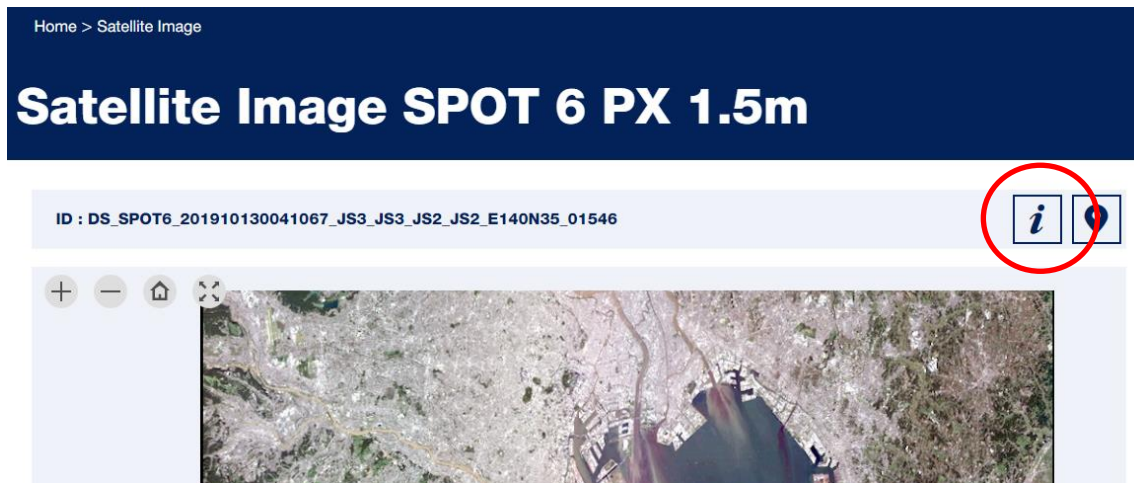 Home > Satellite Image
Satellite Image SPOT 6 PX 1.5m
ID : DS_SPOT6_201910130041067_JS3_JS3_JS2_JS2_E140N35_01546
i